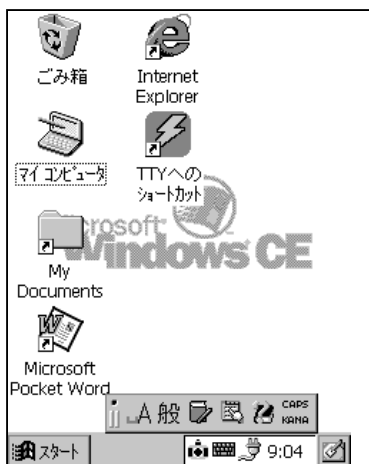 ごみ箱
Internet
Explorer
ﾏｲ ｺﾝﾋﾟｭｰﾀ
TTYへの
ｼｮｰﾄｶｯﾄ
Microsoft
Windows CE
My
Documents
Microsoft
Pocket Word
_A 般
CAPS
KANA
ｽﾀｰﾄ
9:04